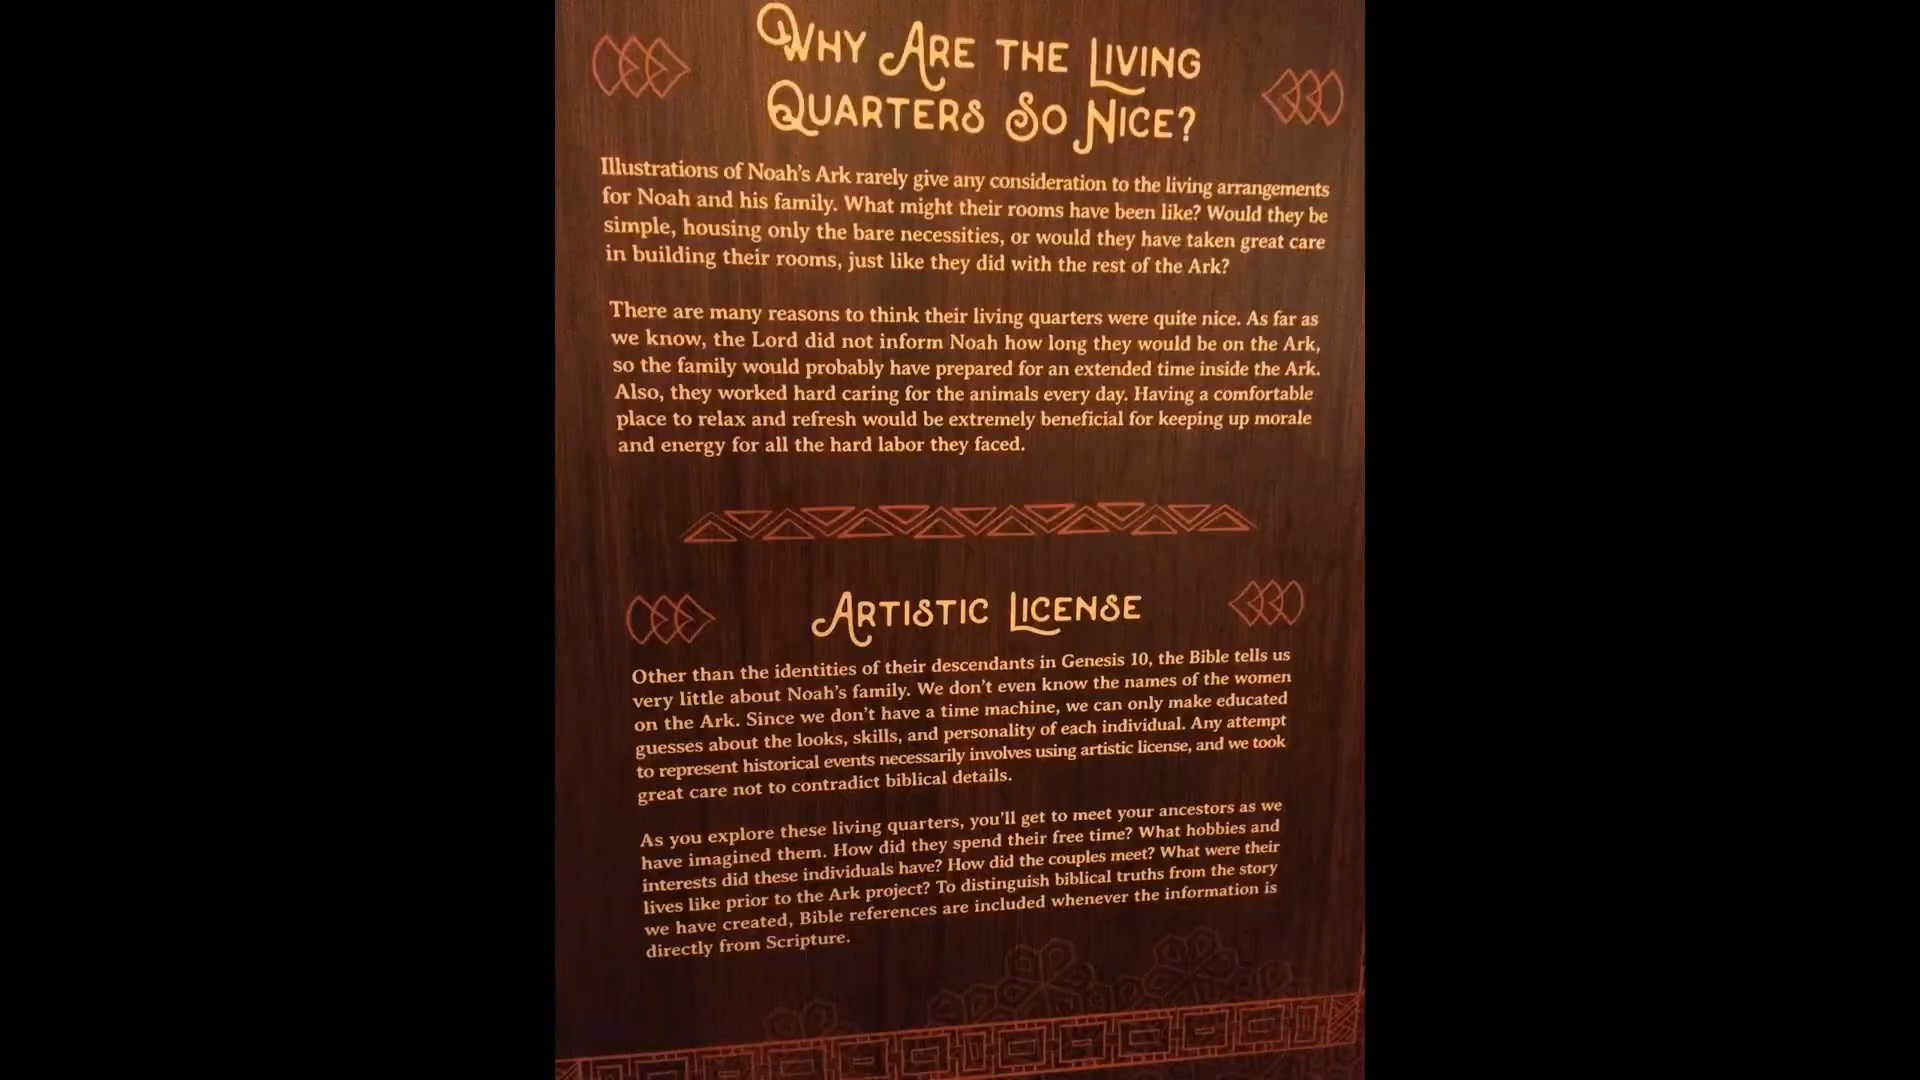 Why Are the Living
Quarters So Nice?
Illustrations of Noah's Ark rarely give any consideration to the living arrangements
for Noah and his family. What might their rooms have been like? Would they be
simple, housing only the bare necessities, or would they have taken great care
in building their rooms, just like they did with the rest of the Ark?
There are many reasons to think their living quarters were quite nice. As far as
we know, the Lord did not inform Noah how long they would be on the Ark,
so the family would probably have prepared for an extended time inside the Ark.
Also, they worked hard caring for the animals every day. Having a comfortable
place to relax and refresh would be extremely beneficial for keeping up morale
and energy for all the hard labor they faced.
Artistic License
Other than the identities of their descendants in Genesis 10, the Bible tells us
very little about Noah's family. We don't even know the names of the women
on the Ark. Since we don't have a time machine, we can only make educated
guesses about the looks, skills, and personality of each individual. Any attempt
to represent historical events necessarily involves using artistic license, and we took
great care not to contradict biblical details.
As you explore these living quarters, you'll get to meet your ancestors as we
have imagined them. How did they spend their free time? What hobbies and
interests did these individuals have? How did the couples meet? What were their
lives like prior to the Ark project? To distinguish biblical truths from the story
we have created, Bible references are included whenever the information is
directly from Scripture.